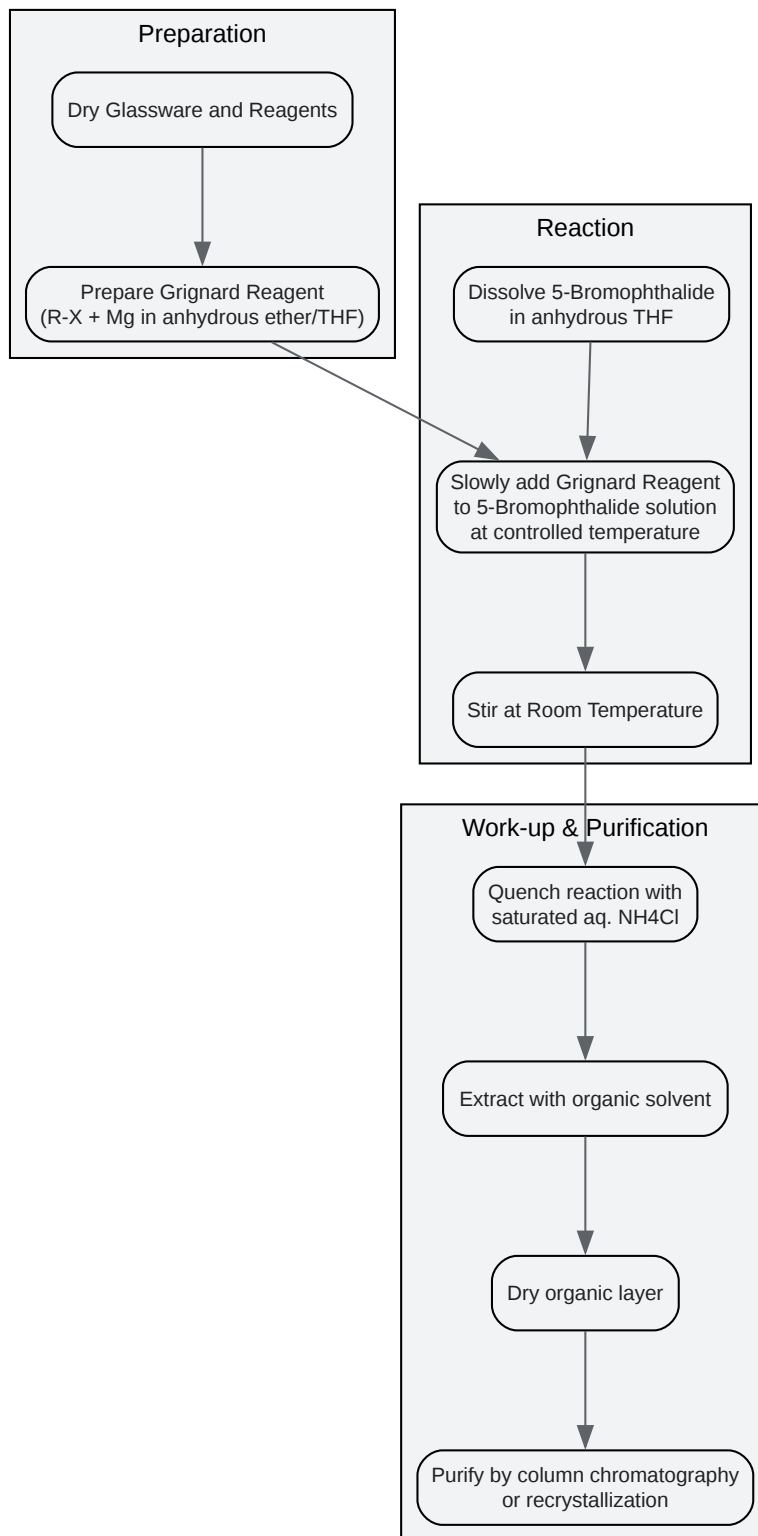 Preparation
Dry Glassware and Reagents
Prepare Grignard Reagent
(R-X + Mg in anhydrous ether/THF)
Reaction
Dissolve 5-Bromophthalide
in anhydrous THF
Slowly add Grignard Reagent
to 5-Bromophthalide solution
at controlled temperature
Stir at Room Temperature
Work-up & Purification
Quench reaction with
saturated aq. NH4Cl
Extract with organic solvent
Dry organic layer
Purify by column chromatography
or recrystallization